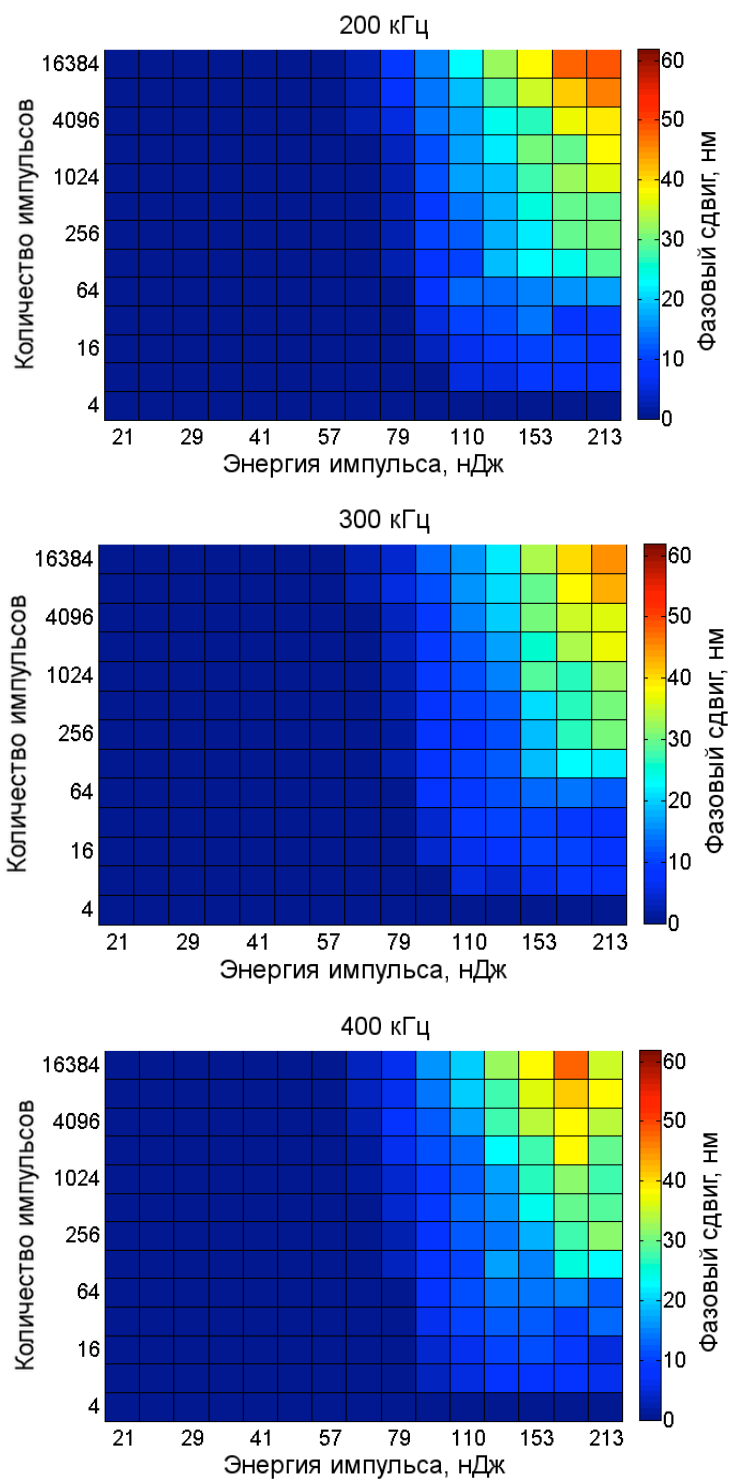 200 кГц
Количество импульсов
16384
4096
1024
256
64
16
4
21 29 41 57 79 110 153 213
Энергия импульса, нДж
60
50
40
30
20
10
0
Фазовый сдвиг, нм
300 кГц
Количество импульсов
16384
4096
1024
256
64
16
4
21 29 41 57 79 110 153 213
Энергия импульса, нДж
60
50
40
30
20
10
0
Фазовый сдвиг, нм
400 кГц
Количество импульсов
16384
4096
1024
256
64
16
4
21 29 41 57 79 110 153 213
Энергия импульса, нДж
60
50
40
30
20
10
0
Фазовый сдвиг, нм